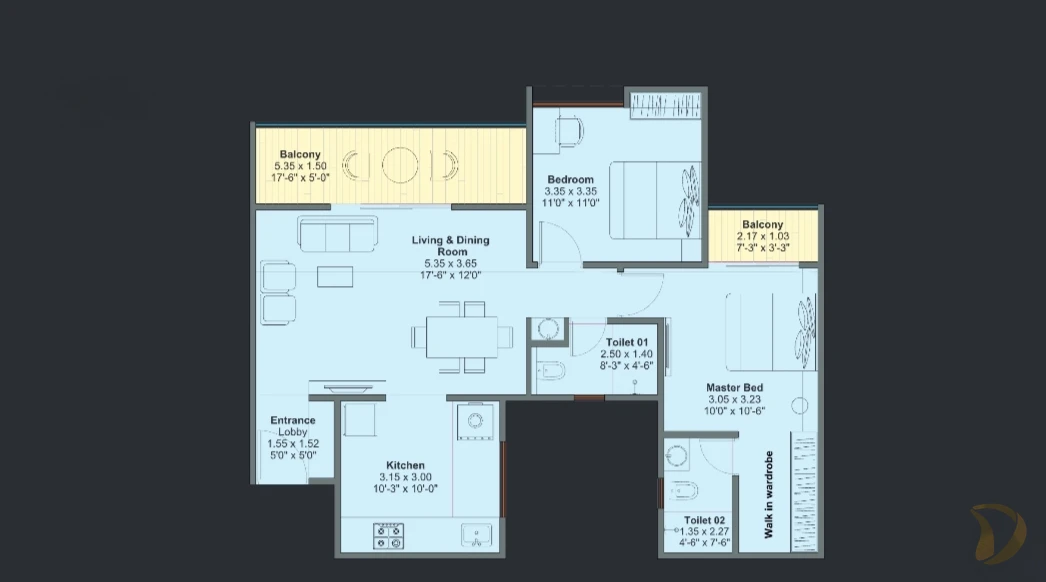 Balcony
5.35 x 1.50
17'-6" x 5'-0"
Bedroom
3.35 x 3.35
11'0" x 11'0"
Balcony
2.17 x 1.03
7'-3" x 3'-3"
Living & Dining
Room
5.35 x 3.65
17'-6" x 12'0"
Toilet 01
2.50 x 1.40
8'-3" x 4'-6"
Master Bed
3.05 x 3.23
10'0" x 10'-6"
Entrance
Lobby
1.55 x 1.52
5'0" x 5'0"
Kitchen
3.15 x 3.00
10'-3" x 10'-0"
Walk in wardrobe
Toilet 02
1.35 x 2.27
4'-6" x 7'-6"